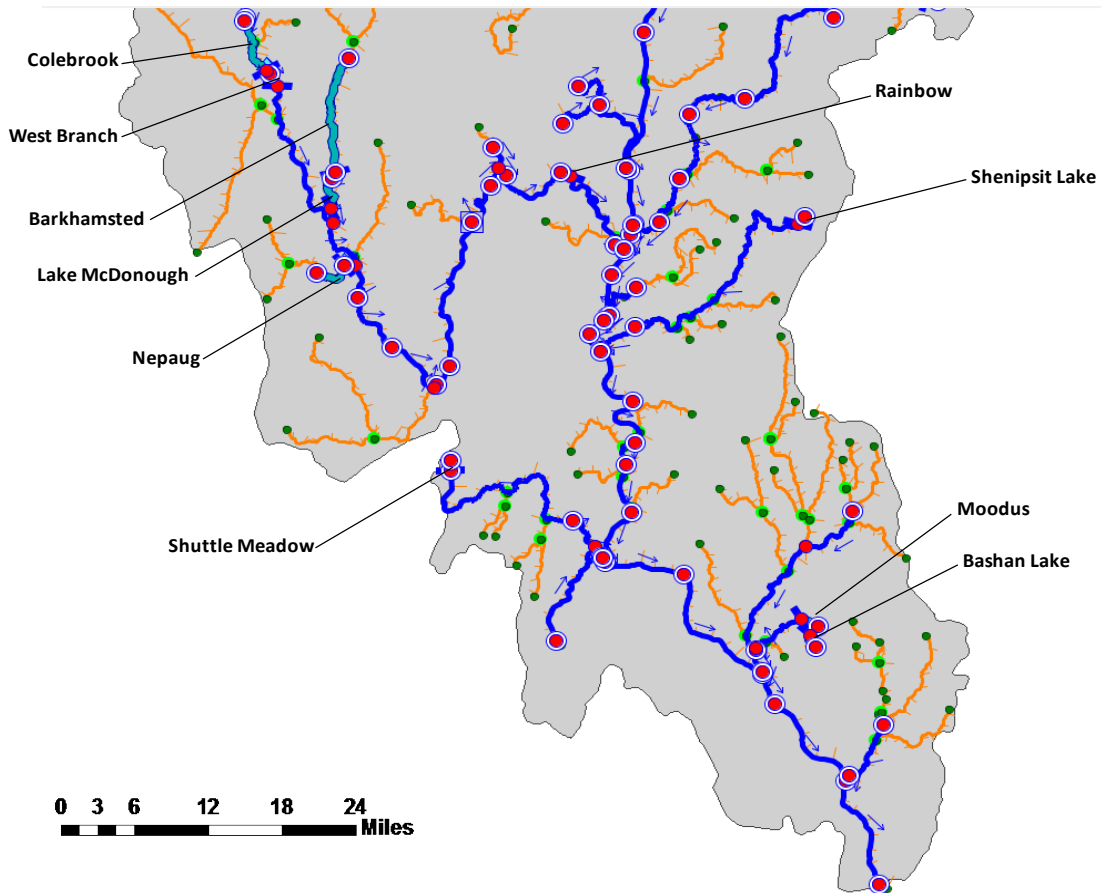 Colebrook
West Branch
Barkhamsted
Lake McDonough
Nepaug
Shuttle Meadow
Rainbow
Shenipsit Lake
Moodus
Bashan Lake
0 3 6 12 18 24
Miles